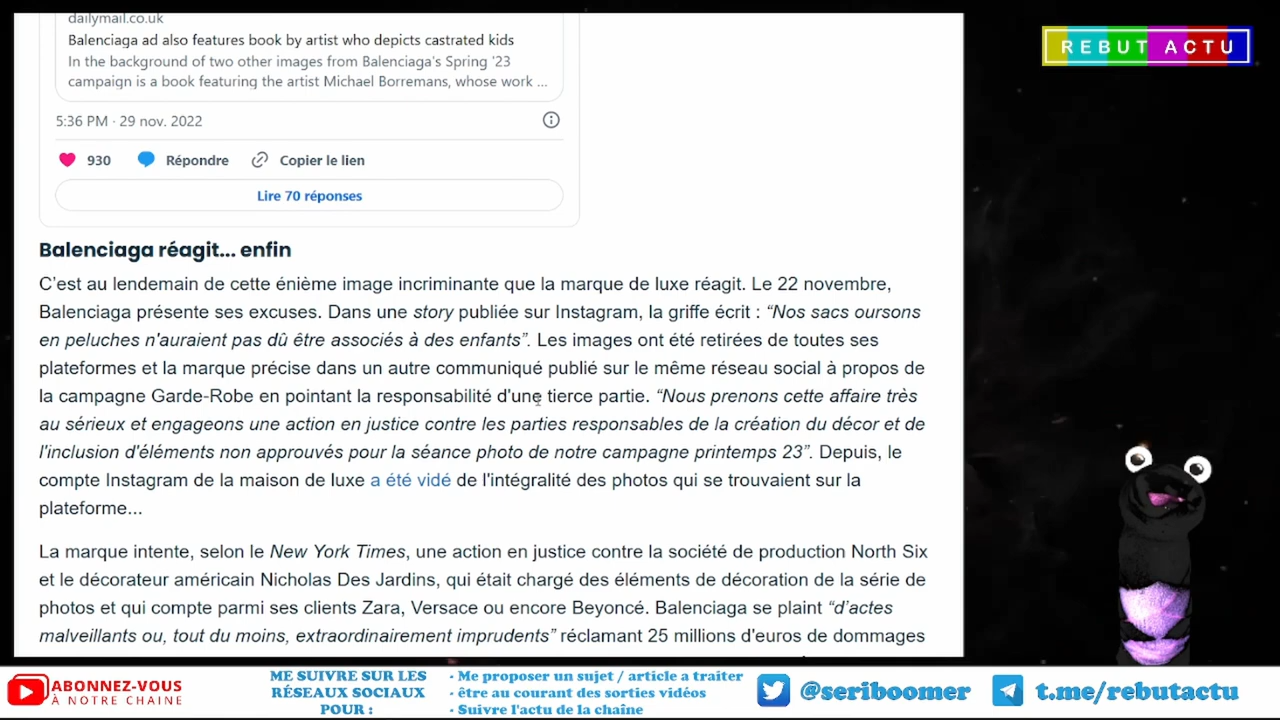 dailymail.co.uk
Balenciaga ad also features book by artist who depicts castrated kids
In the background of two other images from Balenciaga's Spring '23
campaign is a book featuring the artist Michael Borremans, whose work ...
5:36 PM · 29 nov. 2022
930 Répondre Copier le lien
Lire 70 réponses
Balenciaga réagit... enfin
C'est au lendemain de cette énième image incriminante que la marque de luxe réagit. Le 22 novembre,
Balenciaga présente ses excuses. Dans une story publiée sur Instagram, la griffe écrit : “Nos sacs oursons
en peluches n'auraient pas dû être associés à des enfants”. Les images ont été retirées de toutes ses
plateformes et la marque précise dans un autre communiqué publié sur le même réseau social à propos de
la campagne Garde-Robe en pointant la responsabilité d'une tierce partie. “Nous prenons cette affaire très
au sérieux et engageons une action en justice contre les parties responsables de la création du décor et de
l'inclusion d'éléments non approuvés pour la séance photo de notre campagne printemps 23”. Depuis, le
compte Instagram de la maison de luxe a été vidé de l'intégralité des photos qui se trouvaient sur la
plateforme...
La marque intente, selon le New York Times, une action en justice contre la société de production North Six
et le décorateur américain Nicholas Des Jardins, qui était chargé des éléments de décoration de la série de
photos et qui compte parmi ses clients Zara, Versace ou encore Beyoncé. Balenciaga se plaint “d’actes
malveillants ou, tout du moins, extraordinairement imprudents” réclamant 25 millions d'euros de dommages
REBUT ACTU
ABONNEZ-VOUS
À NOTRE CHAINE
ME SUIVRE SUR LES
RÉSEAUX SOCIAUX
POUR :
- Me proposer un sujet / article a traiter
- être au courant des sorties vidéos
- Suivre l'actu de la chaîne
@seriboomer
t.me/rebutactu